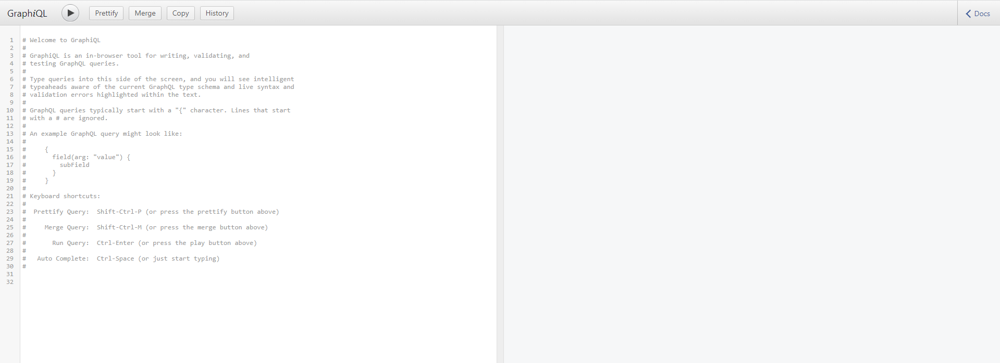 GraphiQL Prettify Merge Copy History Docs
1 # Welcome to GraphiQL
2 #
3 # GraphiQL is an in-browser tool for writing, validating, and
4 # testing GraphQL queries.
5 #
6 # Type queries into this side of the screen, and you will see intelligent
7 # typeaheads aware of the current GraphQL type schema and live syntax and
8 # validation errors highlighted within the text.
9 #
10 # GraphQL queries typically start with a "{" character. Lines that start
11 # with a # are ignored.
12 #
13 # An example GraphQL query might look like:
14 #
15 #     {
16 #       field(arg: "value") {
17 #         subField
18 #       }
19 #     }
20 #
21 # Keyboard shortcuts:
22 #
23 #  Prettify Query:  Shift-Ctrl-P (or press the prettify button above)
24 #
25 #     Merge Query:  Shift-Ctrl-M (or press the merge button above)
26 #
27 #       Run Query:  Ctrl-Enter (or press the play button above)
28 #
29 #   Auto Complete:  Ctrl-Space (or just start typing)
30 #
31
32